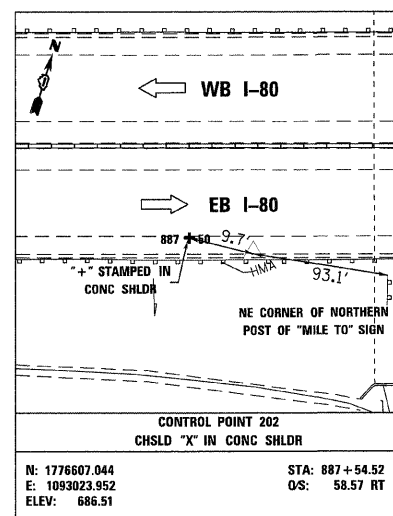 N
WB I-80
EB I-80
887
50
9.7'
HMA
93.1'
"+" STAMPED IN
CONC SHLDR
NE CORNER OF NORTHERN
POST OF "MILE TO" SIGN
CONTROL POINT 202
CHSLD "X" IN CONC SHLDR
N: 1776607.044
E: 1093023.952
ELEV: 686.51
STA: 887+54.52
O/S: 58.57 RT